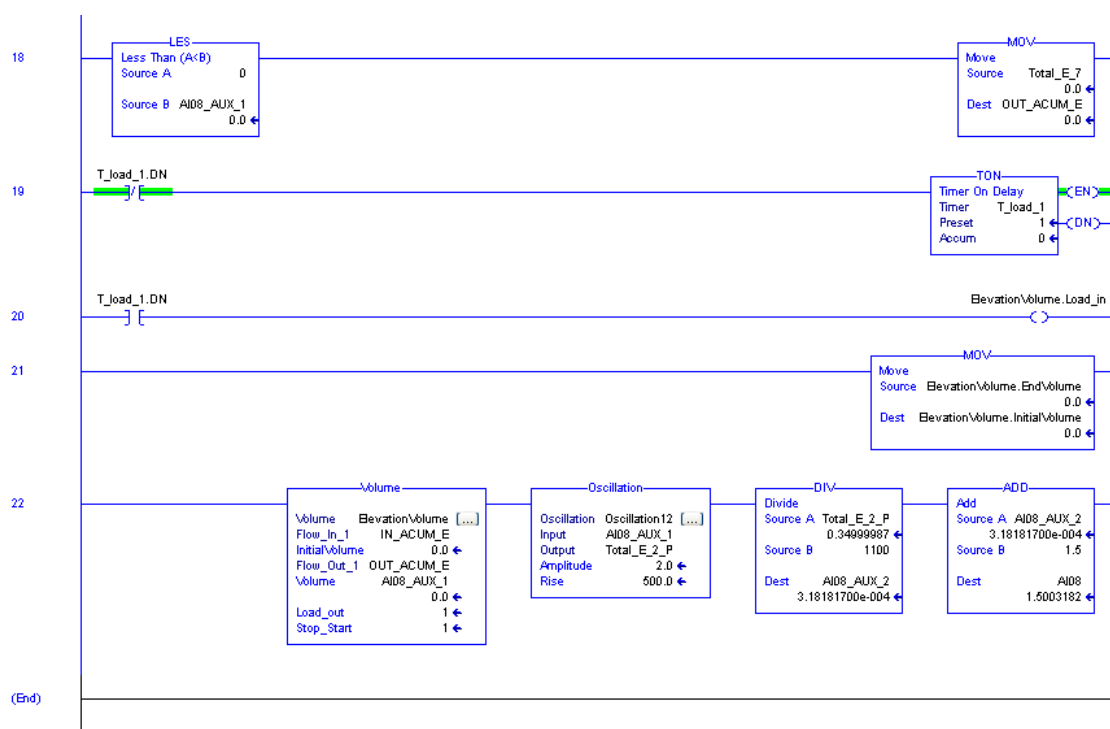 18
LES
Less Than (A<B)
Source A 0
Source B AI08_AUX_1
0.0
MOV
Move
Source Total_E_7
0.0
Dest OUT_ACUM_E
0.0
19
T_load_1.DN
TON
Timer On Delay
Timer T_load_1
Preset 1
Accum 0
EN
DN
20
T_load_1.DN
ElevationVolume.Load_in
21
MOV
Move
Source ElevationVolume.EndVolume
0.0
Dest ElevationVolume.InitialVolume
0.0
22
Volume
Volume ElevationVolume ...
Flow_In_1 IN_ACUM_E
InitialVolume 0.0
Flow_Out_1 OUT_ACUM_E
Volume AI08_AUX_1
0.0
Load_out 1
Stop_Start 1
Oscillation
Oscillation Oscillation12 ...
Input AI08_AUX_1
Output Total_E_2_P
Amplitude 2.0
Rise 500.0
DIV
Divide
Source A Total_E_2_P
0.34999987
Source B 1100
Dest AI08_AUX_2
3.18181700e-004
ADD
Add
Source A AI08_AUX_2
3.18181700e-004
Source B 1.5
Dest AI08
1.5003182
(End)